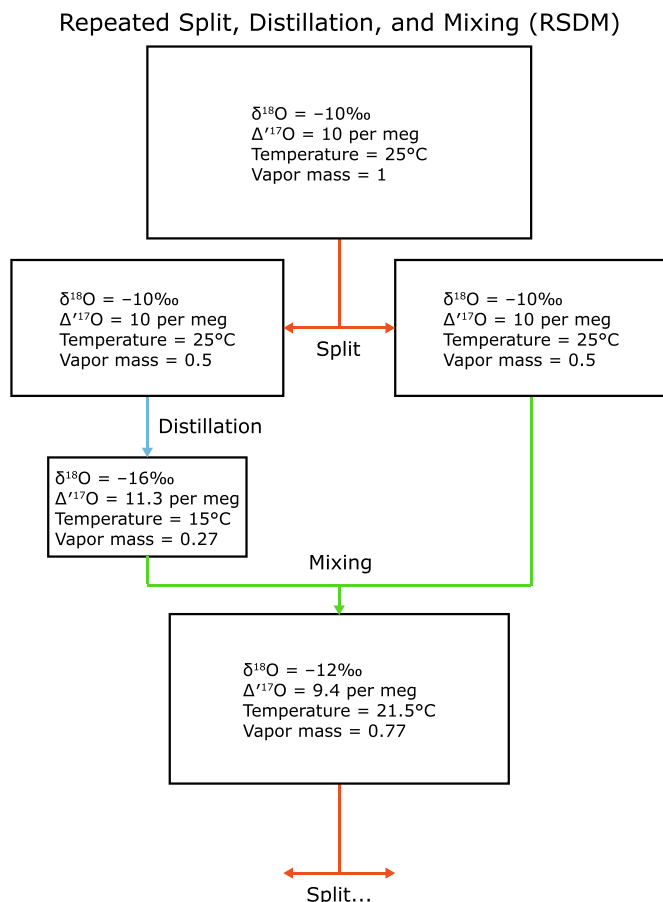 Repeated Split, Distillation, and Mixing (RSDM)
δ¹⁸O = –10‰
Δ′¹⁷O = 10 per meg
Temperature = 25°C
Vapor mass = 1
δ¹⁸O = –10‰
Δ′¹⁷O = 10 per meg
Temperature = 25°C
Vapor mass = 0.5
Split
δ¹⁸O = –10‰
Δ′¹⁷O = 10 per meg
Temperature = 25°C
Vapor mass = 0.5
Distillation
δ¹⁸O = –16‰
Δ′¹⁷O = 11.3 per meg
Temperature = 15°C
Vapor mass = 0.27
Mixing
δ¹⁸O = –12‰
Δ′¹⁷O = 9.4 per meg
Temperature = 21.5°C
Vapor mass = 0.77
Split...